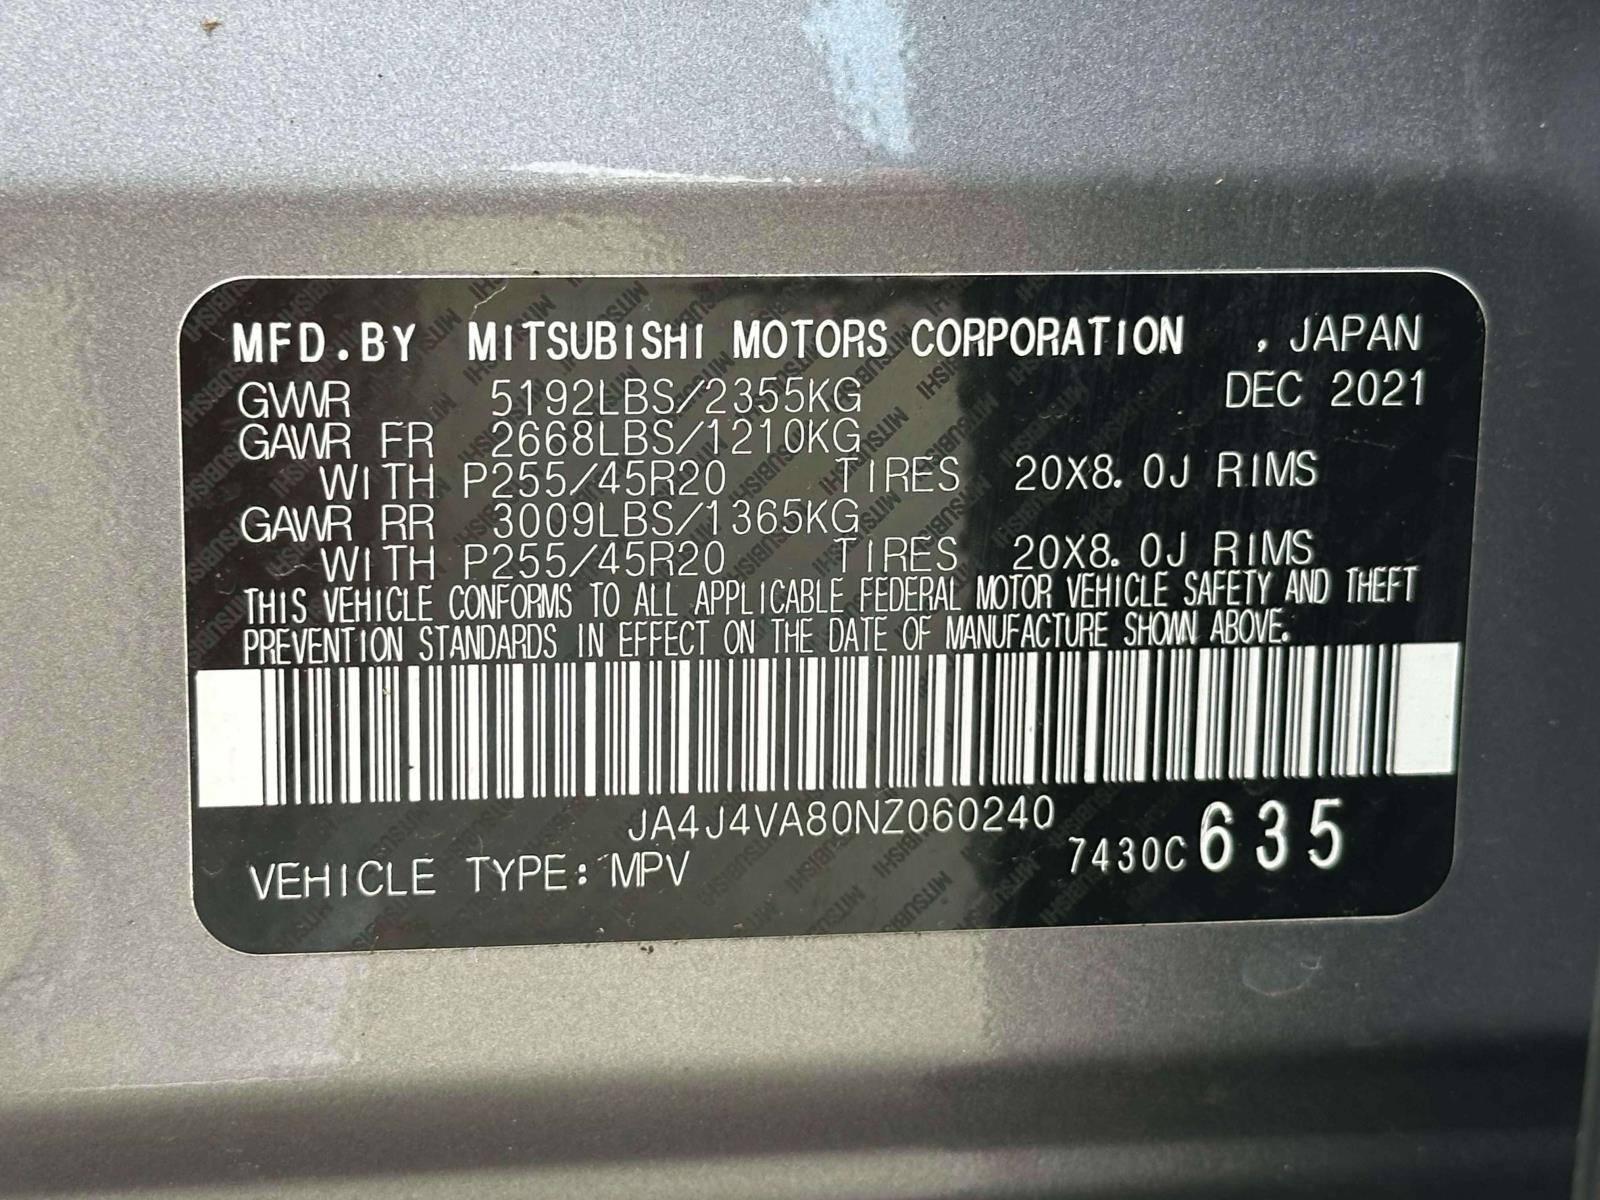 MFD.BY MITSUBISHI MOTORS CORPORATION , JAPAN
GVWR 5192LBS/2355KG DEC 2021
GAWR FR 2668LBS/1210KG
WITH P255/45R20 TIRES 20X8.0J RIMS
GAWR RR 3009LBS/1365KG
WITH P255/45R20 TIRES 20X8.0J RIMS
THIS VEHICLE CONFORMS TO ALL APPLICABLE FEDERAL MOTOR VEHICLE SAFETY AND THEFT
PREVENTION STANDARDS IN EFFECT ON THE DATE OF MANUFACTURE SHOWN ABOVE.
JA4J4VA80NZ060240
VEHICLE TYPE: MPV 7430C 635